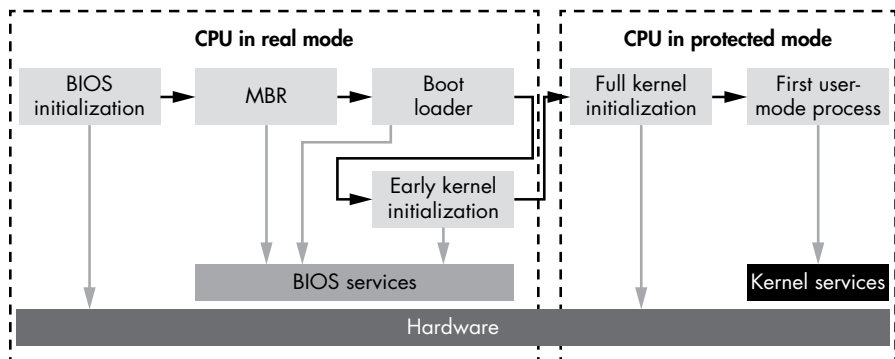 CPU in real mode
CPU in protected mode
BIOS
initialization
MBR
Boot
loader
Full kernel
initialization
First user-
mode process
Early kernel
initialization
BIOS services
Kernel services
Hardware